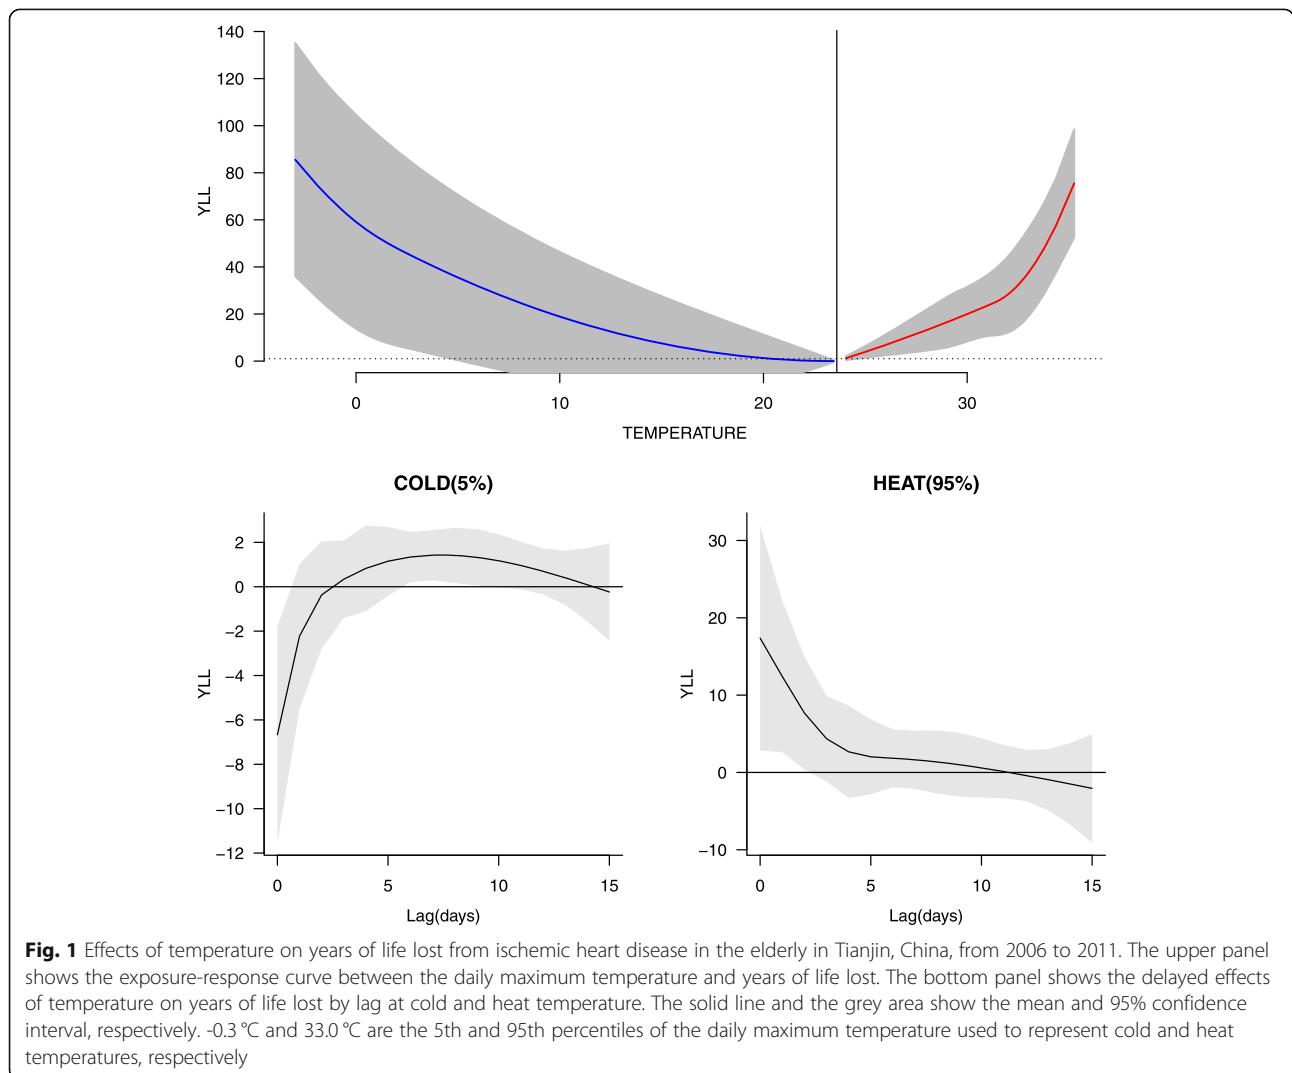 140
120
100
80
60
40
20
0
YLL
0 10 20 30
TEMPERATURE
COLD(5%)
2
0
−2
−4
−6
−8
−10
−12
YLL
0 5 10 15
Lag(days)
HEAT(95%)
30
20
10
0
−10
YLL
0 5 10 15
Lag(days)
Fig. 1 Effects of temperature on years of life lost from ischemic heart disease in the elderly in Tianjin, China, from 2006 to 2011. The upper panel
shows the exposure-response curve between the daily maximum temperature and years of life lost. The bottom panel shows the delayed effects
of temperature on years of life lost by lag at cold and heat temperature. The solid line and the grey area show the mean and 95% confidence
interval, respectively. -0.3 °C and 33.0 °C are the 5th and 95th percentiles of the daily maximum temperature used to represent cold and heat
temperatures, respectively